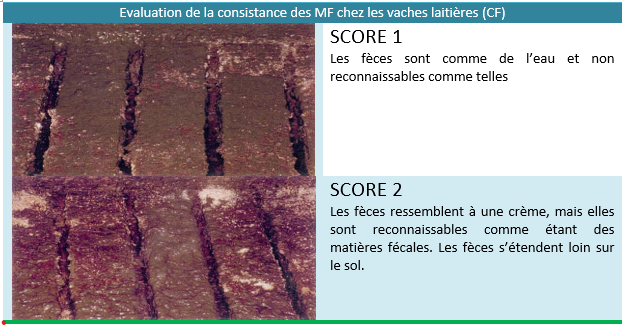 Evaluation de la consistance des MF chez les vaches laitières (CF)
SCORE 1
Les fèces sont comme de l’eau et non
reconnaissables comme telles
SCORE 2
Les fèces ressemblent à une crème, mais elles
sont reconnaissables comme étant des
matières fécales. Les fèces s’étendent loin sur
le sol.